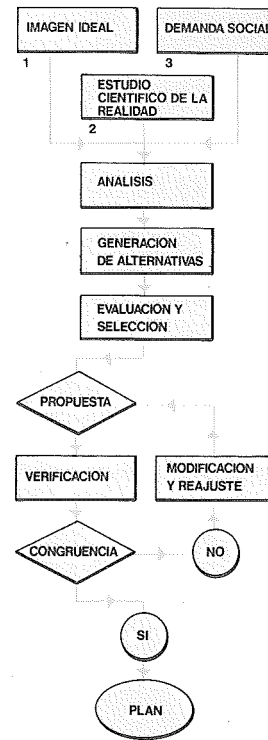 IMAGEN IDEAL
DEMANDA SOCIAL
1
3
ESTUDIO
CIENTIFICO DE LA
REALIDAD
2
ANALISIS
GENERACION
DE ALTERNATIVAS
EVALUACION Y
SELECCION
PROPUESTA
VERIFICACION
MODIFICACION
Y REAJUSTE
CONGRUENCIA
NO
SI
PLAN